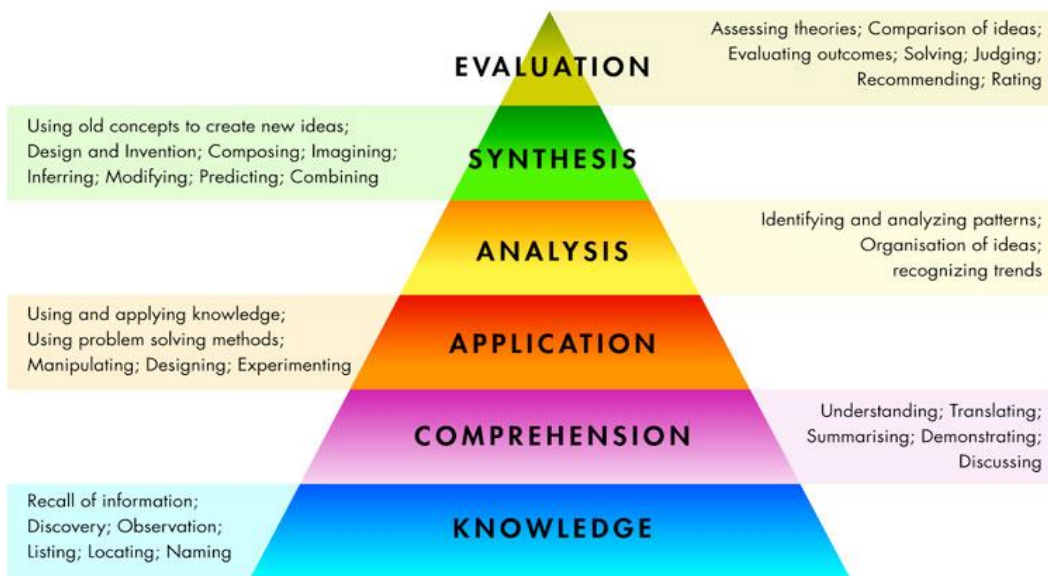 EVALUATION
Assessing theories; Comparison of ideas;
Evaluating outcomes; Solving; Judging;
Recommending; Rating
Using old concepts to create new ideas;
Design and Invention; Composing; Imagining;
Inferring; Modifying; Predicting; Combining
SYNTHESIS
ANALYSIS
Identifying and analyzing patterns;
Organisation of ideas;
recognizing trends
Using and applying knowledge;
Using problem solving methods;
Manipulating; Designing; Experimenting
APPLICATION
COMPREHENSION
Understanding; Translating;
Summarising; Demonstrating;
Discussing
Recall of information;
Discovery; Observation;
Listing; Locating; Naming
KNOWLEDGE